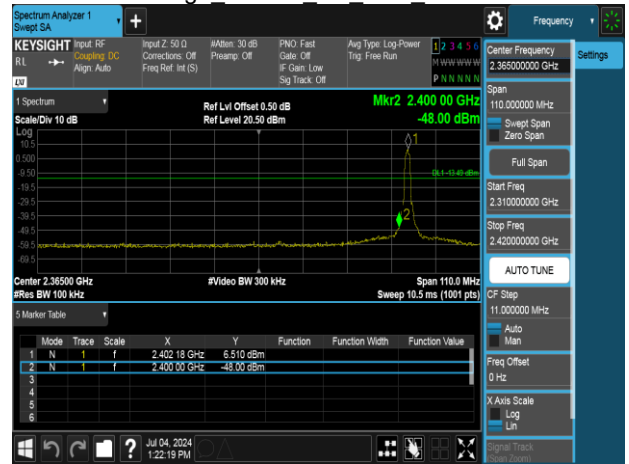 Spectrum Analyzer 1
Swept SA
Frequency
KEYSIGHT
RL
LXI
Input: RF
Coupling: DC
Align: Auto
Input Z: 50 Ω
Corrections: Off
Freq Ref: Int (S)
#Atten: 30 dB
Preamp: Off
PNO: Fast
Gate: Off
IF Gain: Low
Sig Track: Off
Avg Type: Log-Power
Trig: Free Run
1 2 3 4 5 6
M W W W W W
P N N N N N
1 Spectrum
Scale/Div 10 dB
Ref Lvl Offset 0.50 dB
Ref Level 20.50 dBm
Mkr2 2.400 00 GHz
-48.00 dBm
Log
10.5
0.500
-9.50
-19.5
-29.5
-39.5
-49.5
-59.5
-69.5
1
DL1 -13.49 dBm
2
Center 2.36500 GHz
#Res BW 100 kHz
#Video BW 300 kHz
Span 110.0 MHz
Sweep 10.5 ms (1001 pts)
5 Marker Table
Mode Trace Scale X Y Function Function Width Function Value
1 N 1 f 2.402 18 GHz 6.510 dBm
2 N 1 f 2.400 00 GHz -48.00 dBm
3
4
5
6
Jul 04, 2024
1:22:19 PM
Center Frequency
2.365000000 GHz
Settings
Span
110.000000 MHz
Swept Span
Zero Span
Full Span
Start Freq
2.310000000 GHz
Stop Freq
2.420000000 GHz
AUTO TUNE
CF Step
11.000000 MHz
Auto
Man
Freq Offset
0 Hz
X Axis Scale
Log
Lin
Signal Track
(Span Zoom)